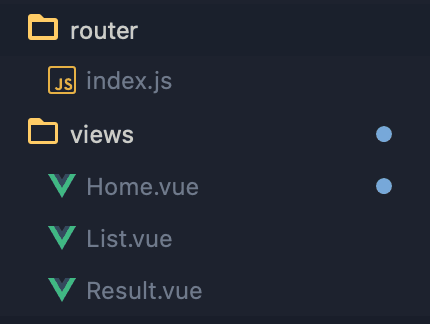 router
JS index.js
views
Home.vue
List.vue
Result.vue